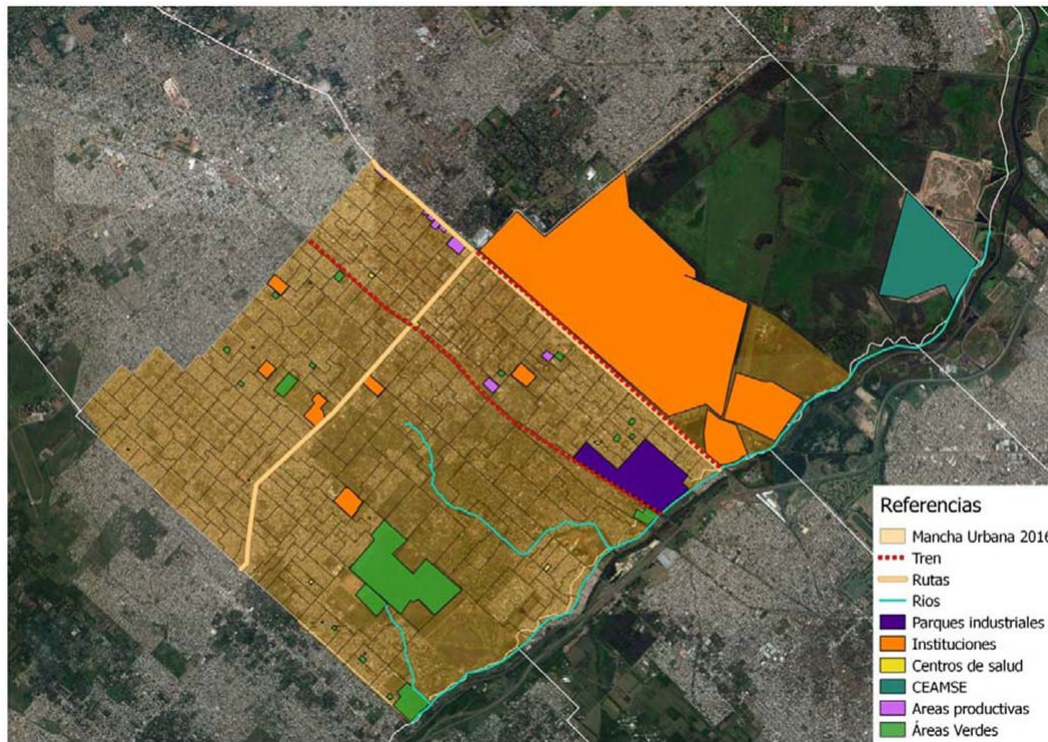 Referencias
Mancha Urbana 2016
Tren
Rutas
Rios
Parques industriales
Instituciones
Centros de salud
CEAMSE
Areas productivas
Áreas Verdes